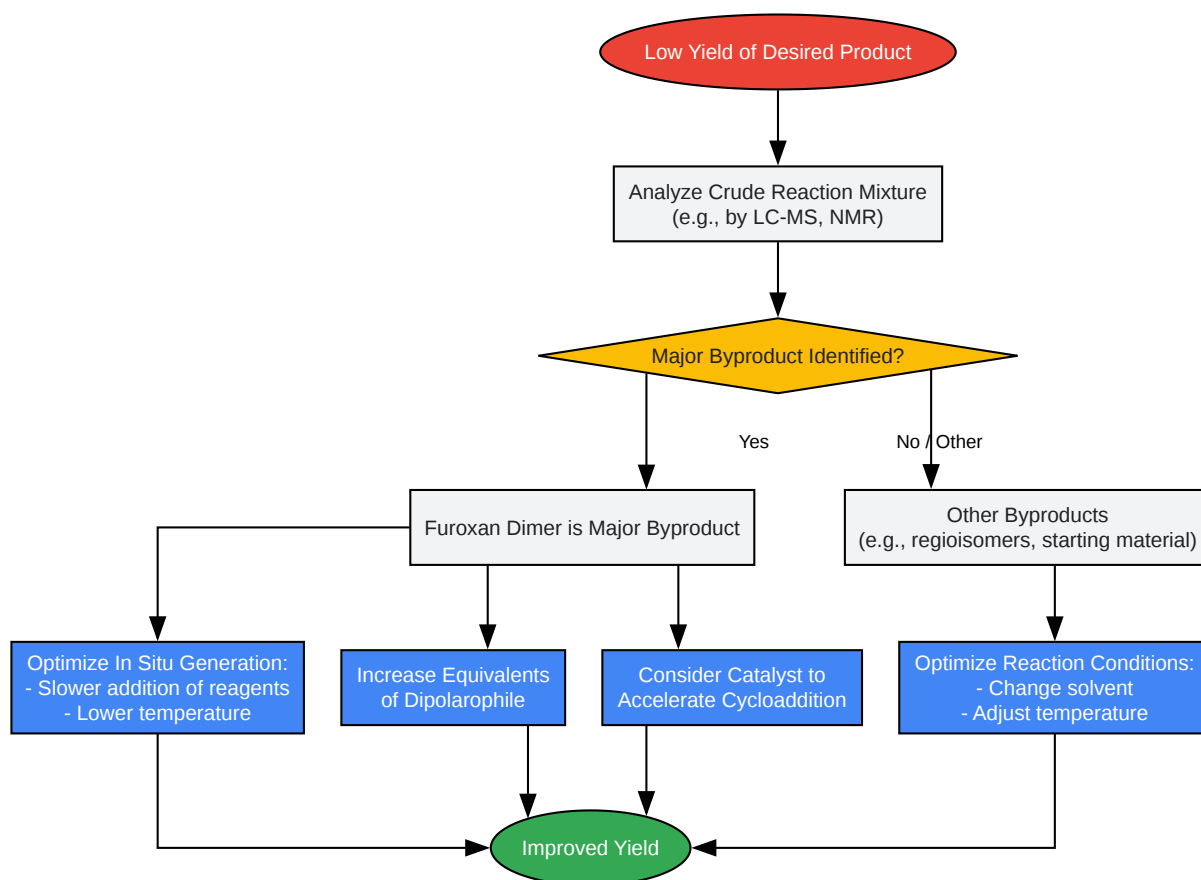 Low Yield of Desired Product
Analyze Crude Reaction Mixture
(e.g., by LC-MS, NMR)
Major Byproduct Identified?
Yes
No / Other
Furoxan Dimer is Major Byproduct
Other Byproducts
(e.g., regioisomers, starting material)
Optimize In Situ Generation:
- Slower addition of reagents
- Lower temperature
Increase Equivalents
of Dipolarophile
Consider Catalyst to
Accelerate Cycloaddition
Optimize Reaction Conditions:
- Change solvent
- Adjust temperature
Improved Yield